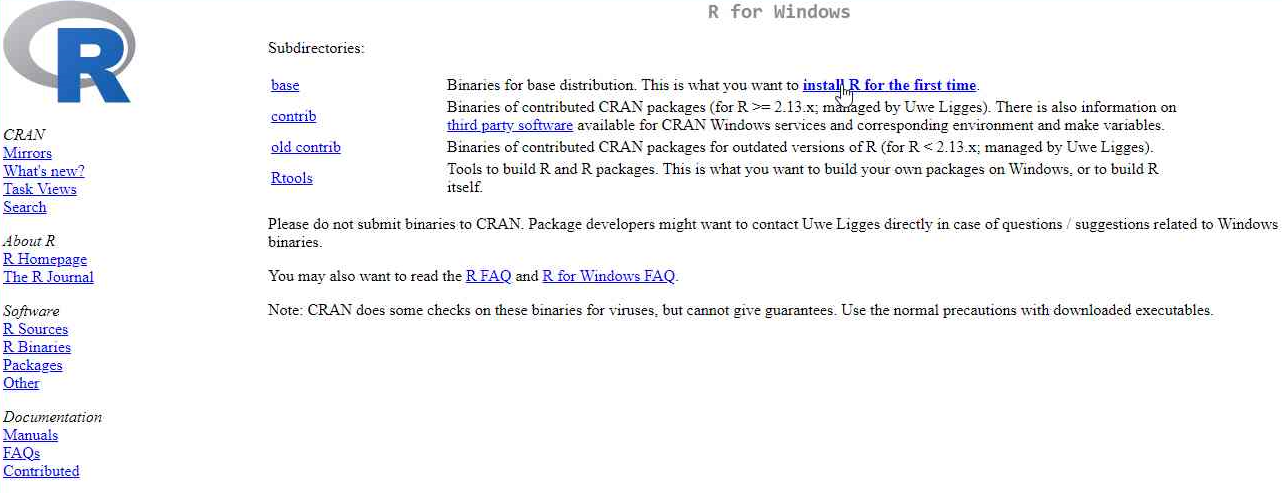 R
CRAN
Mirrors
What's new?
Task Views
Search
About R
R Homepage
The R Journal
Software
R Sources
R Binaries
Packages
Other
Documentation
Manuals
FAQs
Contributed
R for Windows
Subdirectories:
base Binaries for base distribution. This is what you want to install R for the first time.
contrib Binaries of contributed CRAN packages (for R >= 2.13.x; managed by Uwe Ligges). There is also information on
third party software available for CRAN Windows services and corresponding environment and make variables.
old contrib Binaries of contributed CRAN packages for outdated versions of R (for R < 2.13.x; managed by Uwe Ligges).
Rtools Tools to build R and R packages. This is what you want to build your own packages on Windows, or to build R
itself.
Please do not submit binaries to CRAN. Package developers might want to contact Uwe Ligges directly in case of questions / suggestions related to Windows
binaries.
You may also want to read the R FAQ and R for Windows FAQ.
Note: CRAN does some checks on these binaries for viruses, but cannot give guarantees. Use the normal precautions with downloaded executables.